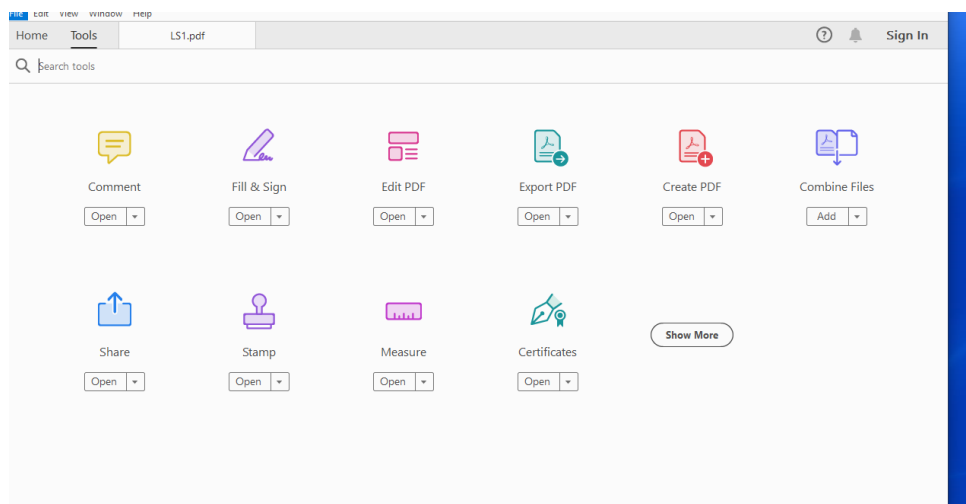 File Edit View Window Help
Home Tools LS1.pdf ? Sign In
Search tools
Comment Fill & Sign Edit PDF Export PDF Create PDF Combine Files
Open Open Open Open Open Add
Share Stamp Measure Certificates Show More
Open Open Open Open